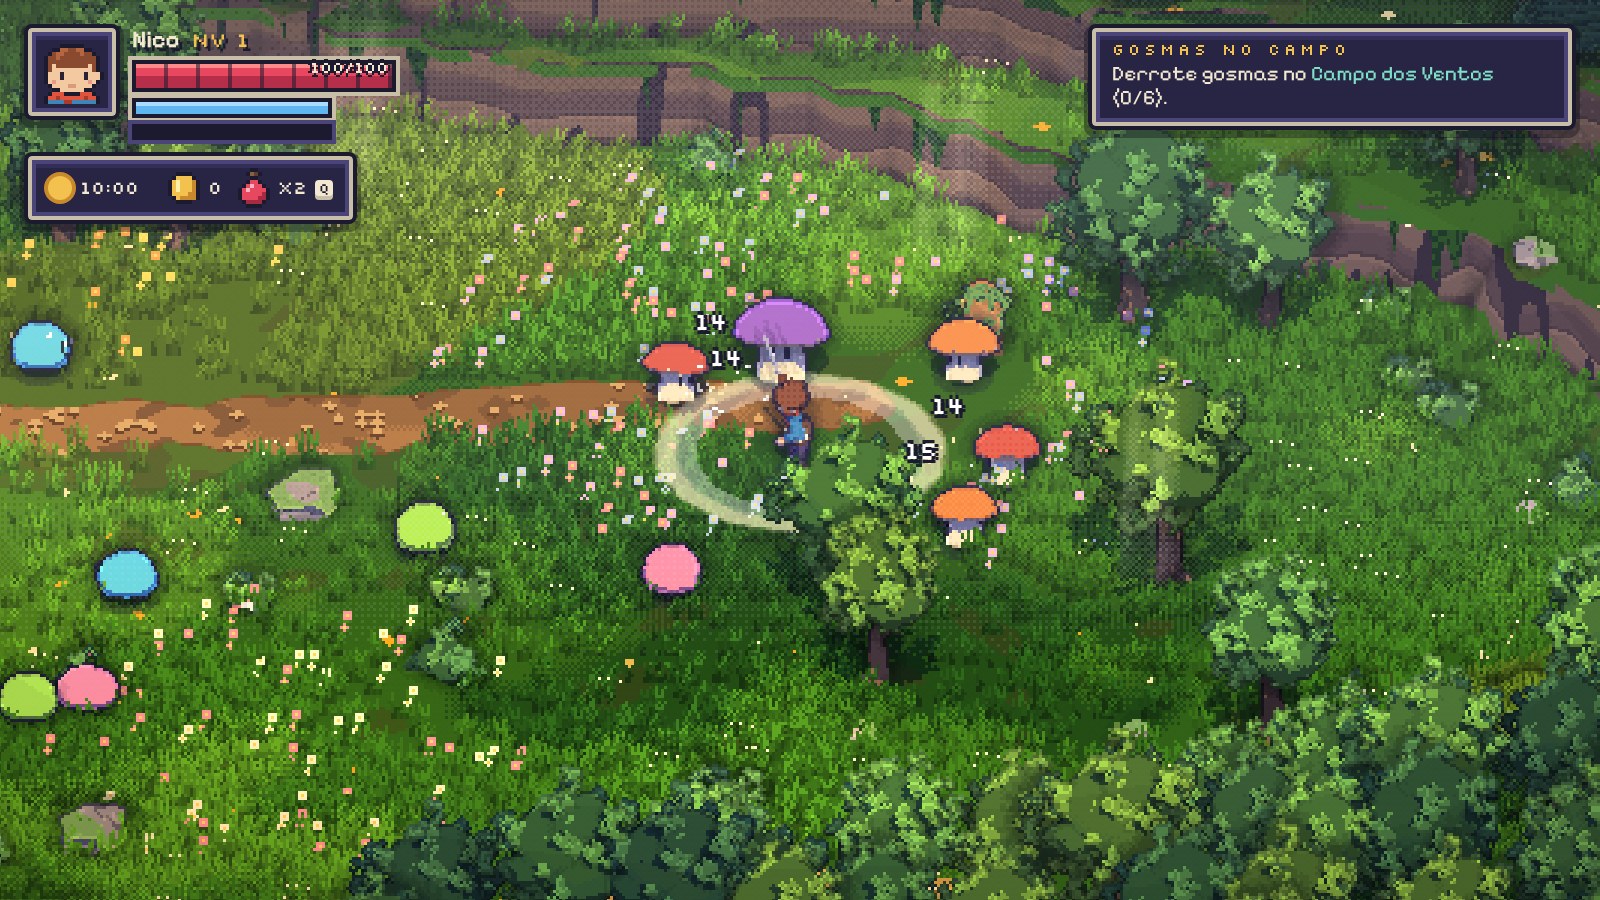 Nico NV 1
100/100
10:00 0 X2 Q
GOSMAS NO CAMPO
Derrote gosmas no Campo dos Ventos
(0/6).
14
14
14
15